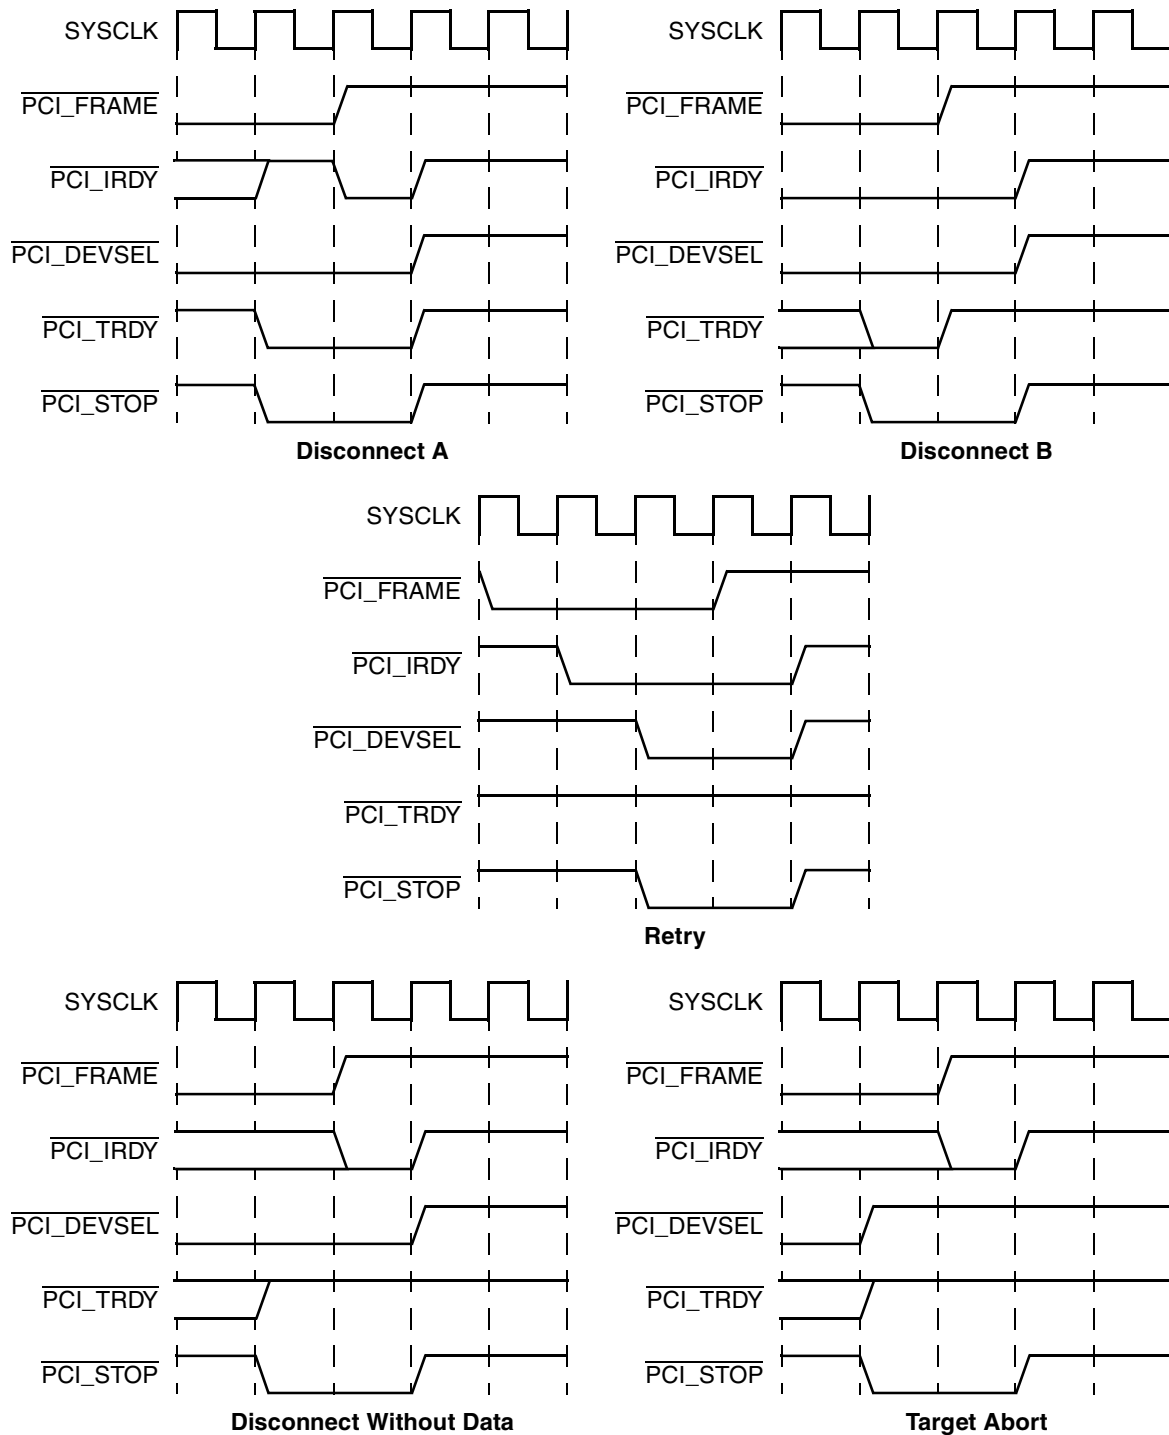 SYSCLK
PCI_FRAME
PCI_IRDY
PCI_DEVSEL
PCI_TRDY
PCI_STOP
Disconnect A
SYSCLK
PCI_FRAME
PCI_IRDY
PCI_DEVSEL
PCI_TRDY
PCI_STOP
Disconnect B
SYSCLK
PCI_FRAME
PCI_IRDY
PCI_DEVSEL
PCI_TRDY
PCI_STOP
Retry
SYSCLK
PCI_FRAME
PCI_IRDY
PCI_DEVSEL
PCI_TRDY
PCI_STOP
Disconnect Without Data
SYSCLK
PCI_FRAME
PCI_IRDY
PCI_DEVSEL
PCI_TRDY
PCI_STOP
Target Abort